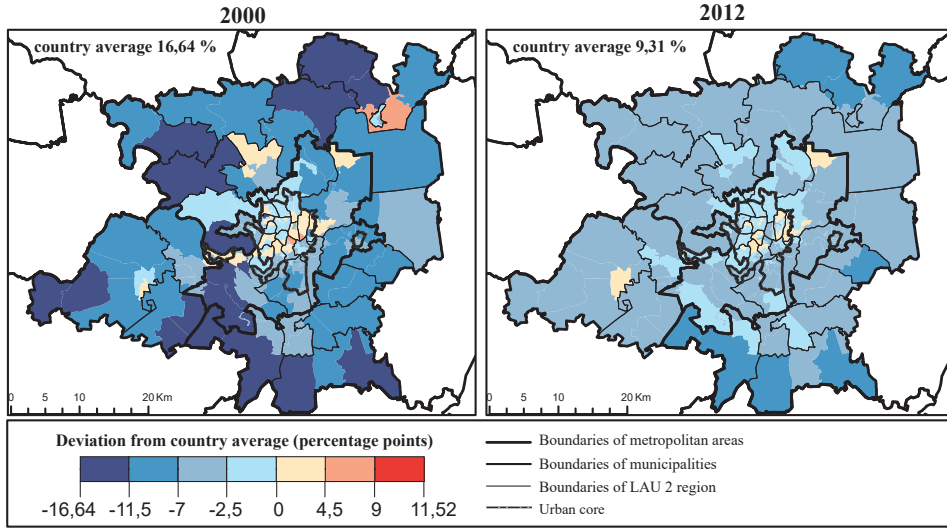 2000
2012
country average 16,64 %
country average 9,31 %
0 5 10 20 Km
0 5 10 20 Km
Deviation from country average (percentage points)
-16,64 -11,5 -7 -2,5 0 4,5 9 11,52
Boundaries of metropolitan areas
Boundaries of municipalities
Boundaries of LAU 2 region
Urban core